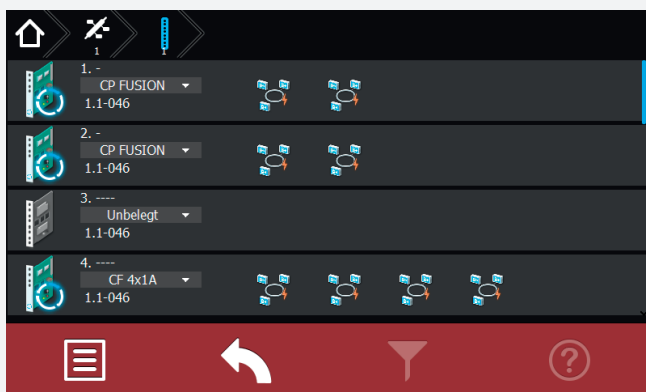 1
1
1. -
CP FUSION
1.1-046
2. -
CP FUSION
1.1-046
3. ----
Unbelegt
1.1-046
4. ----
CF 4x1A
1.1-046
?